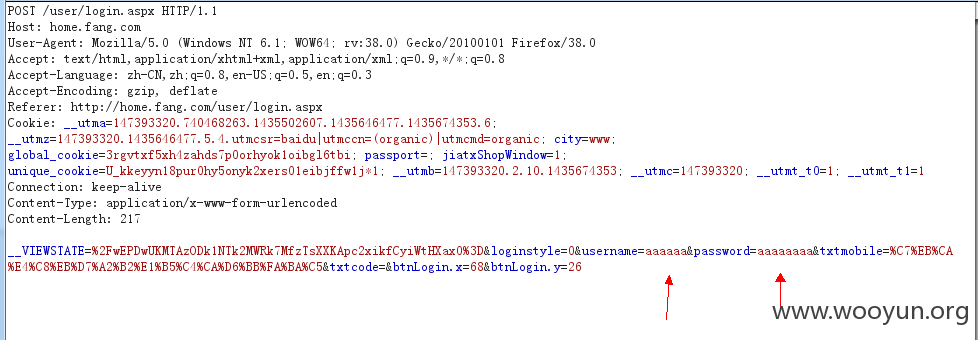 POST /user/login.aspx HTTP/1.1
Host: home.fang.com
User-Agent: Mozilla/5.0 (Windows NT 6.1; WOW64; rv:38.0) Gecko/20100101 Firefox/38.0
Accept: text/html,application/xhtml+xml,application/xml;q=0.9,*/*;q=0.8
Accept-Language: zh-CN,zh;q=0.8,en-US;q=0.5,en;q=0.3
Accept-Encoding: gzip, deflate
Referer: http://home.fang.com/user/login.aspx
Cookie: __utma=147393320.740468263.1435502607.1435646477.1435674353.6;
__utmz=147393320.1435646477.5.4.utmcsr=baidu|utmccn=(organic)|utmcmd=organic; city=www;
global_cookie=3rgvtxf5xh4zahds7p0orhyok1oibgl6tbi; passport=; jiatxShopWindow=1;
unique_cookie=U_kkeyyn18pur0hy5onyk2xers01eibjffw1j*1; __utmb=147393320.2.10.1435674353; __utmc=147393320; __utmt_t0=1; __utmt_t1=1
Connection: keep-alive
Content-Type: application/x-www-form-urlencoded
Content-Length: 217
__VIEWSTATE=%2FwEPDwUKMTAzODk1NTk2MWRk7MfzTsXXKApc2xikfCyiWtHXax0%3D&loginstyle=0&username=aaaaaa&password=aaaaaaaa&txtmobile=%C7%EB%CA
%E4%C8%EB%D7%A2%B2%E1%B5%C4%CA%D6%BB%FA%BA%C5&txtcode=&btnLogin.x=68&btnLogin.y=26
www.wooyun.org